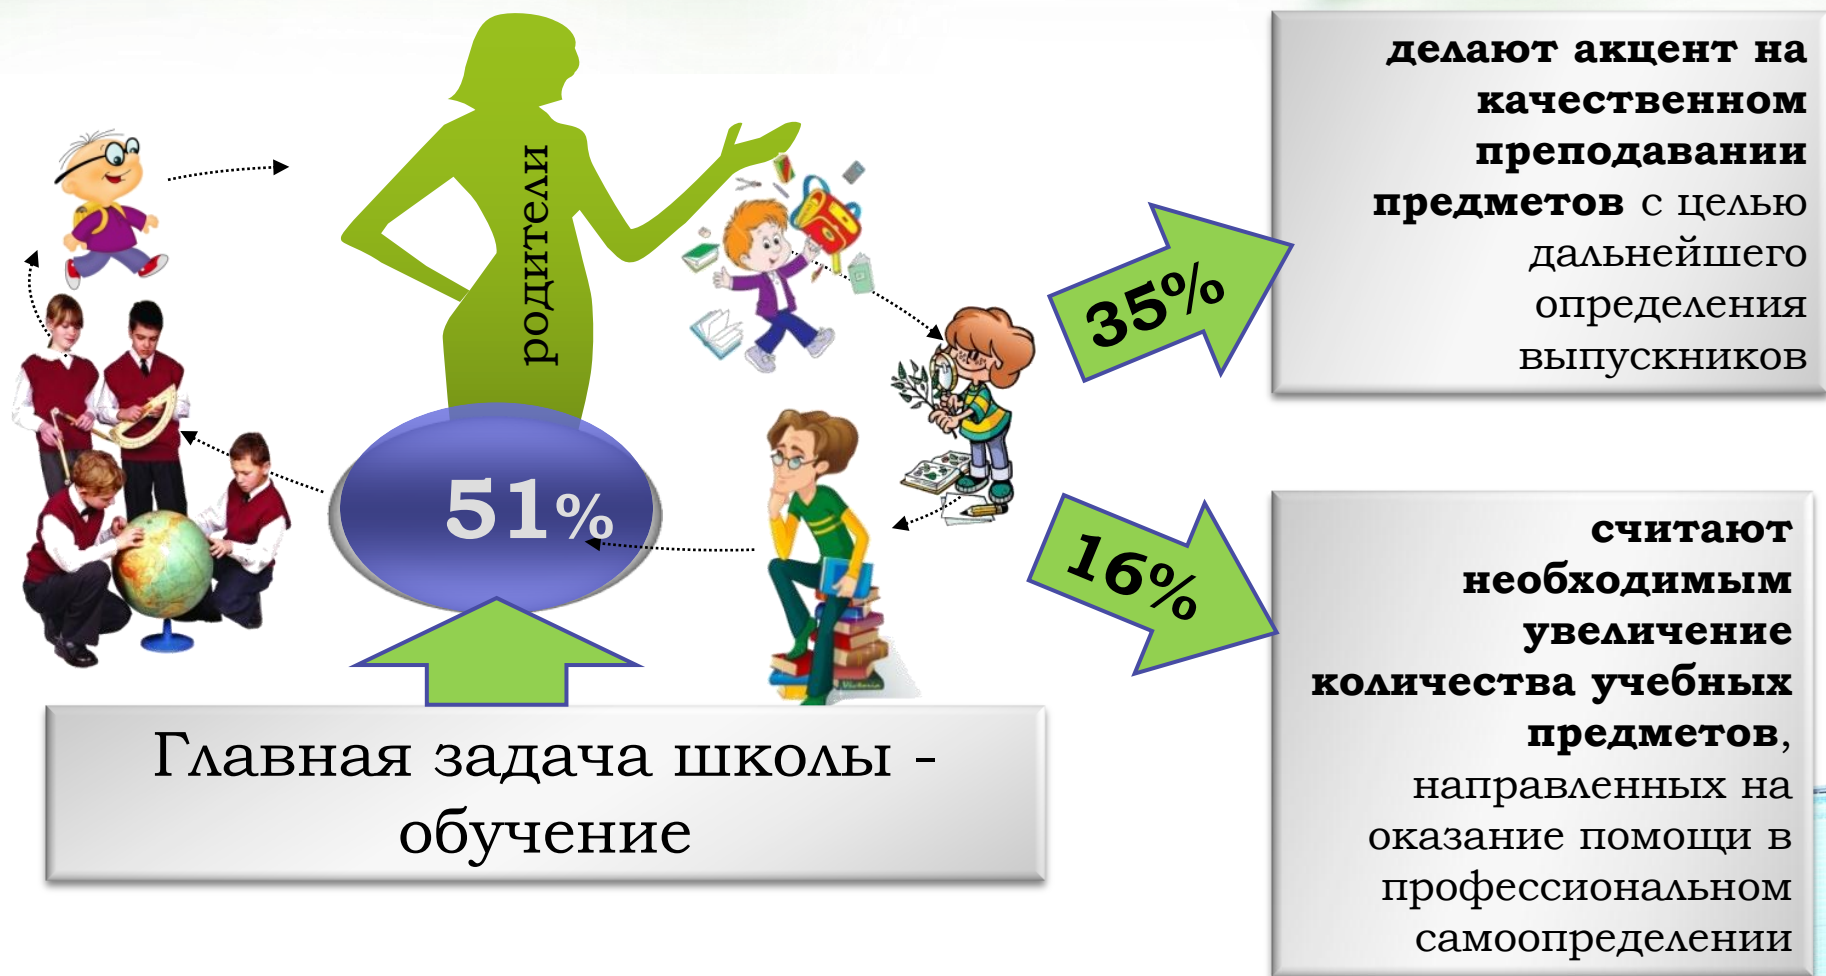 родители
51%
Главная задача школы -
обучение
35%
делают акцент на
качественном
преподавании
предметов с целью
дальнейшего
определения
выпускников
16%
считают
необходимым
увеличение
количества учебных
предметов,
направленных на
оказание помощи в
профессиональном
самоопределении